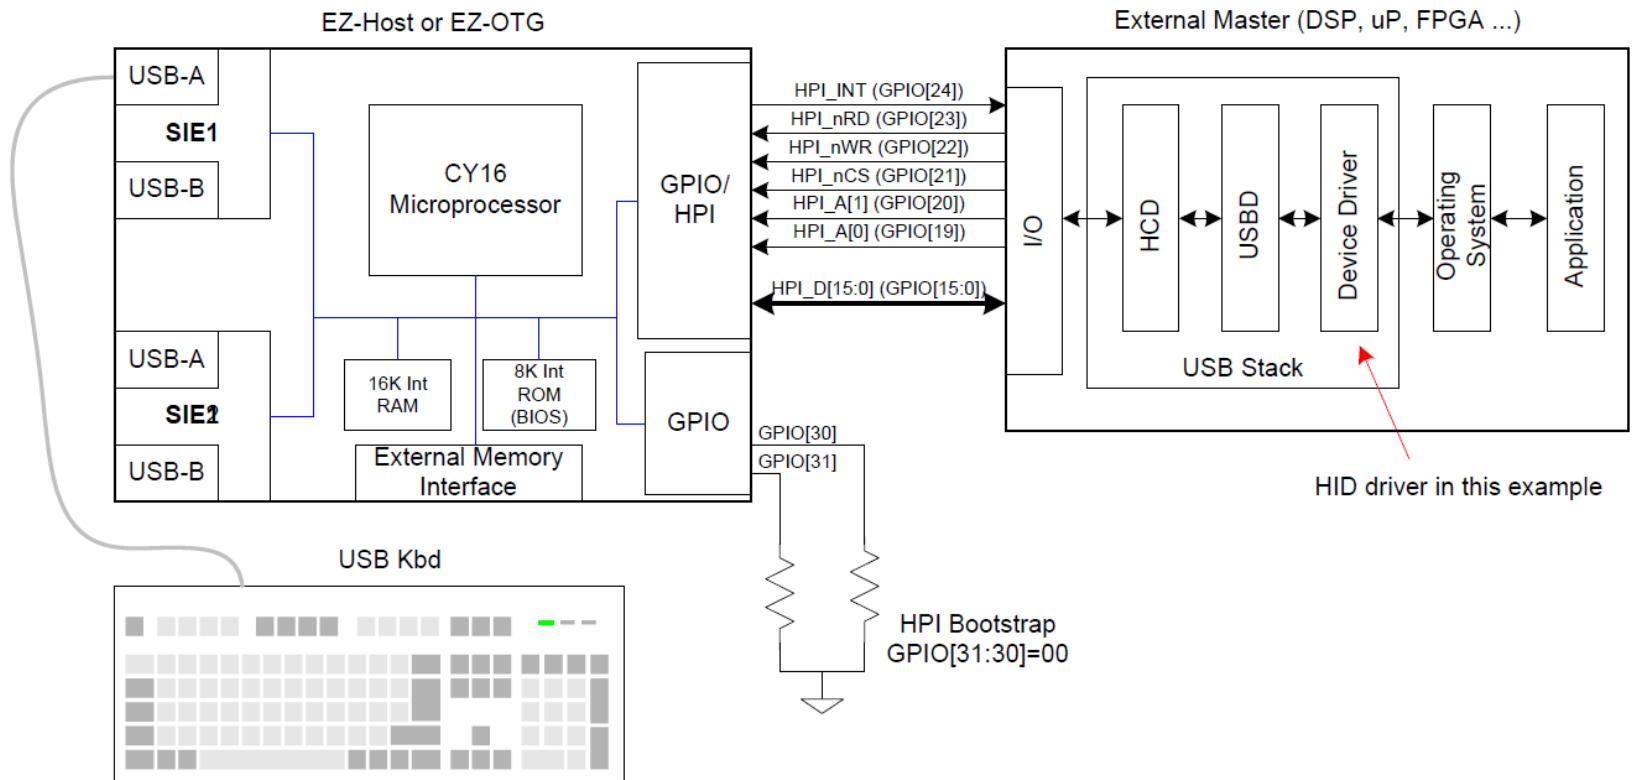 EZ-Host or EZ-OTG
External Master (DSP, uP, FPGA ...)
USB-A
SIE1
USB-B
CY16
Microprocessor
GPIO/
HPI
HPI_INT (GPIO[24])
HPI_nRD (GPIO[23])
HPI_nWR (GPIO[22])
HPI_nCS (GPIO[21])
HPI_A[1] (GPIO[20])
HPI_A[0] (GPIO[19])
HPI_D[15:0] (GPIO[15:0])
I/O
HCD
USBD
Device Driver
Operating
System
Application
USB Stack
USB-A
SIE2
USB-B
16K Int
RAM
8K Int
ROM
(BIOS)
External Memory
Interface
GPIO
GPIO[30]
GPIO[31]
HID driver in this example
USB Kbd
HPI Bootstrap
GPIO[31:30]=00